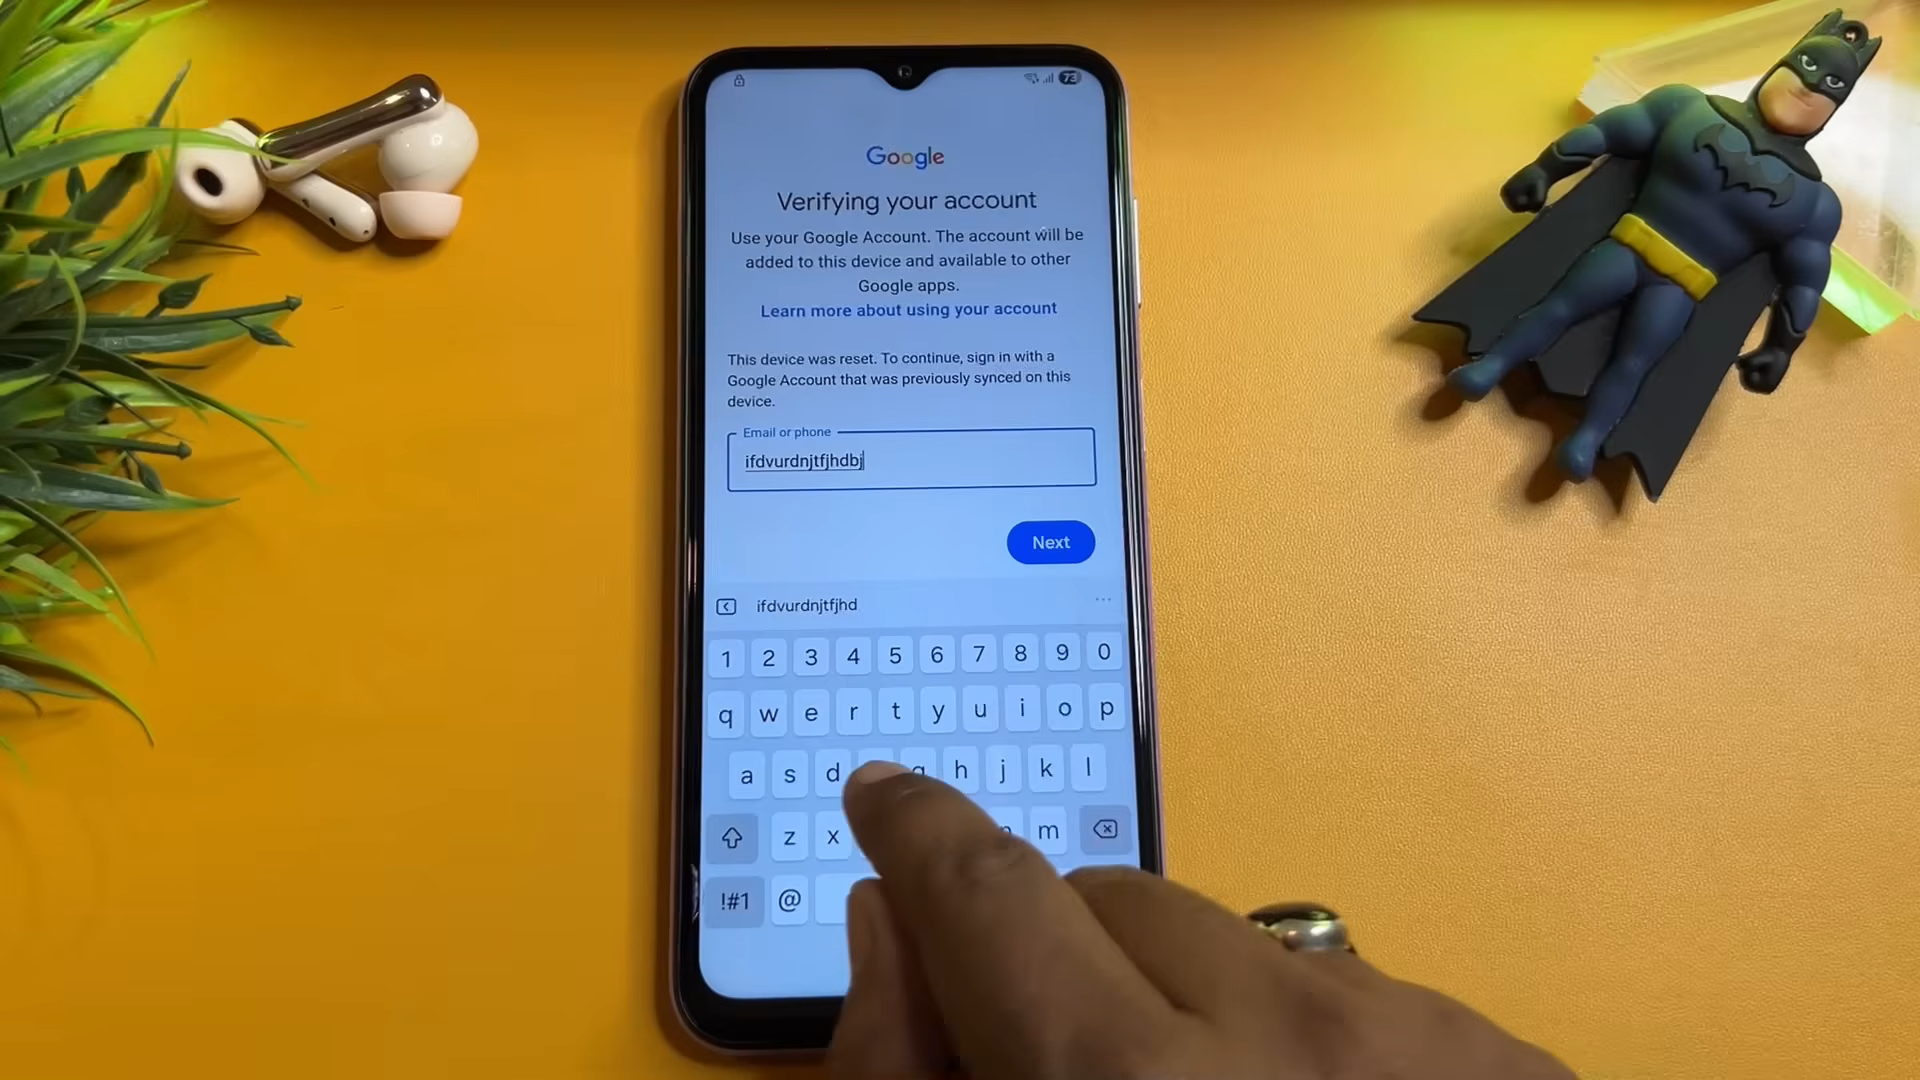 73
Google
Verifying your account
Use your Google Account. The account will be
added to this device and available to other
Google apps.
Learn more about using your account
This device was reset. To continue, sign in with a
Google Account that was previously synced on this
device.
Email or phone
ifdvurdnjtfjhdbj
Next
ifdvurdnjtfjhd
1 2 3 4 5 6 7 8 9 0
q w e r t y u i o p
a s d g h j k l
z x n m
!#1 @